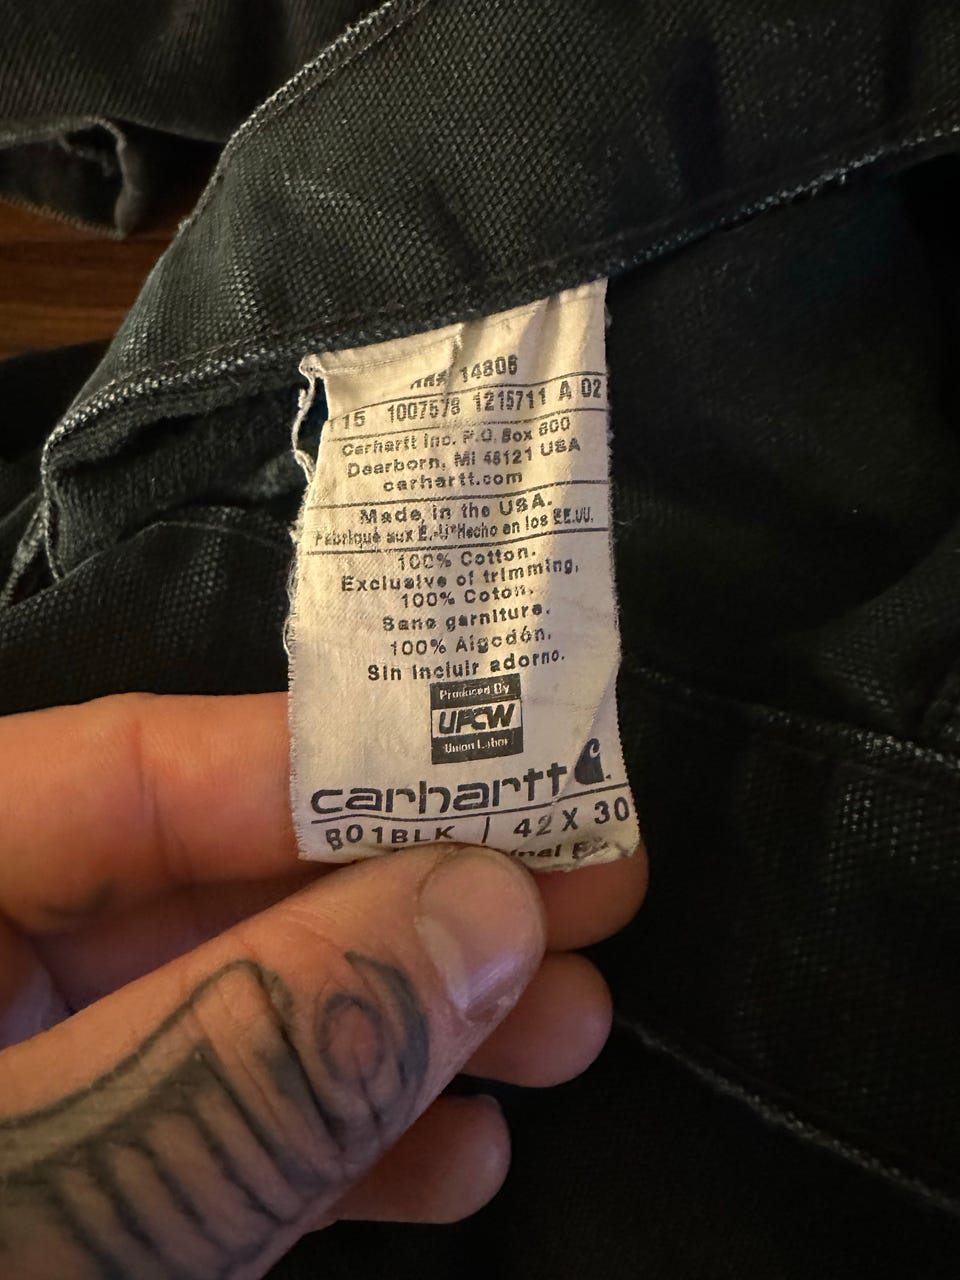 RN# 14806
115 1007578 1215711 A 02
Carhartt Inc. P.O. Box 600
Dearborn, MI 48121 USA
carhartt.com
Made in the USA.
Fabriqué aux É.-U*Hecho en los EE.UU.
100% Cotton.
Exclusive of trimming.
100% Coton.
Sans garniture.
100% Algodón.
Sin incluir adorno.
Produced By
UFCW
Union Labor
carhartt
B01BLK / 42 X 30